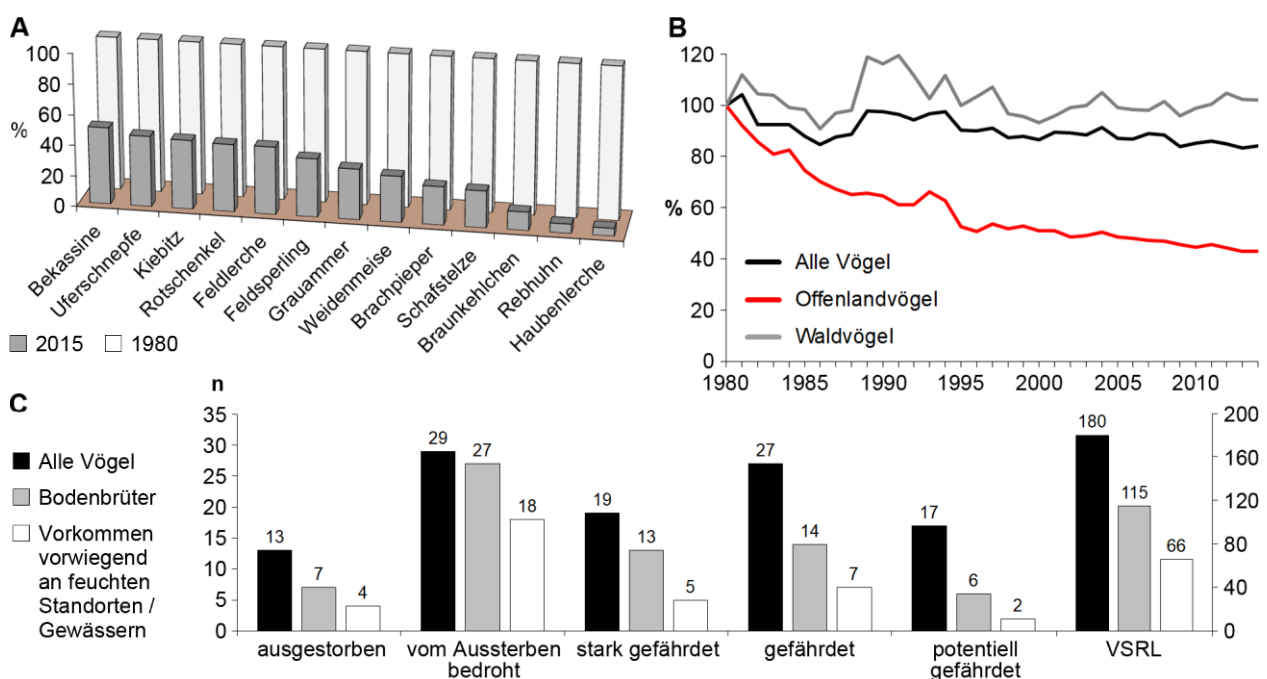 A
100
80
60
40
20
0
%
Bekassine
Uferschnepfe
Kiebitz
Rotschenkel
Feldlerche
Feldsperling
Grauammer
Weidenmeise
Brachpieper
Schafstelze
Braunkehlchen
Rebhuhn
Haubenlerche
2015 1980
B
120
100
80
60
40
20
0
%
Alle Vögel
Offenlandvögel
Waldvögel
1980 1985 1990 1995 2000 2005 2010
C
n
Alle Vögel
Bodenbrüter
Vorkommen
vorwiegend
an feuchten
Standorten /
Gewässern
35
30
25
20
15
10
5
0
13 7 4
29 27 18
19 13 5
27 14 7
17 6 2
180 115 66
200
160
120
80
40
0
ausgestorben
vom Aussterben
bedroht
stark gefährdet
gefährdet
potentiell
gefährdet
VSRL